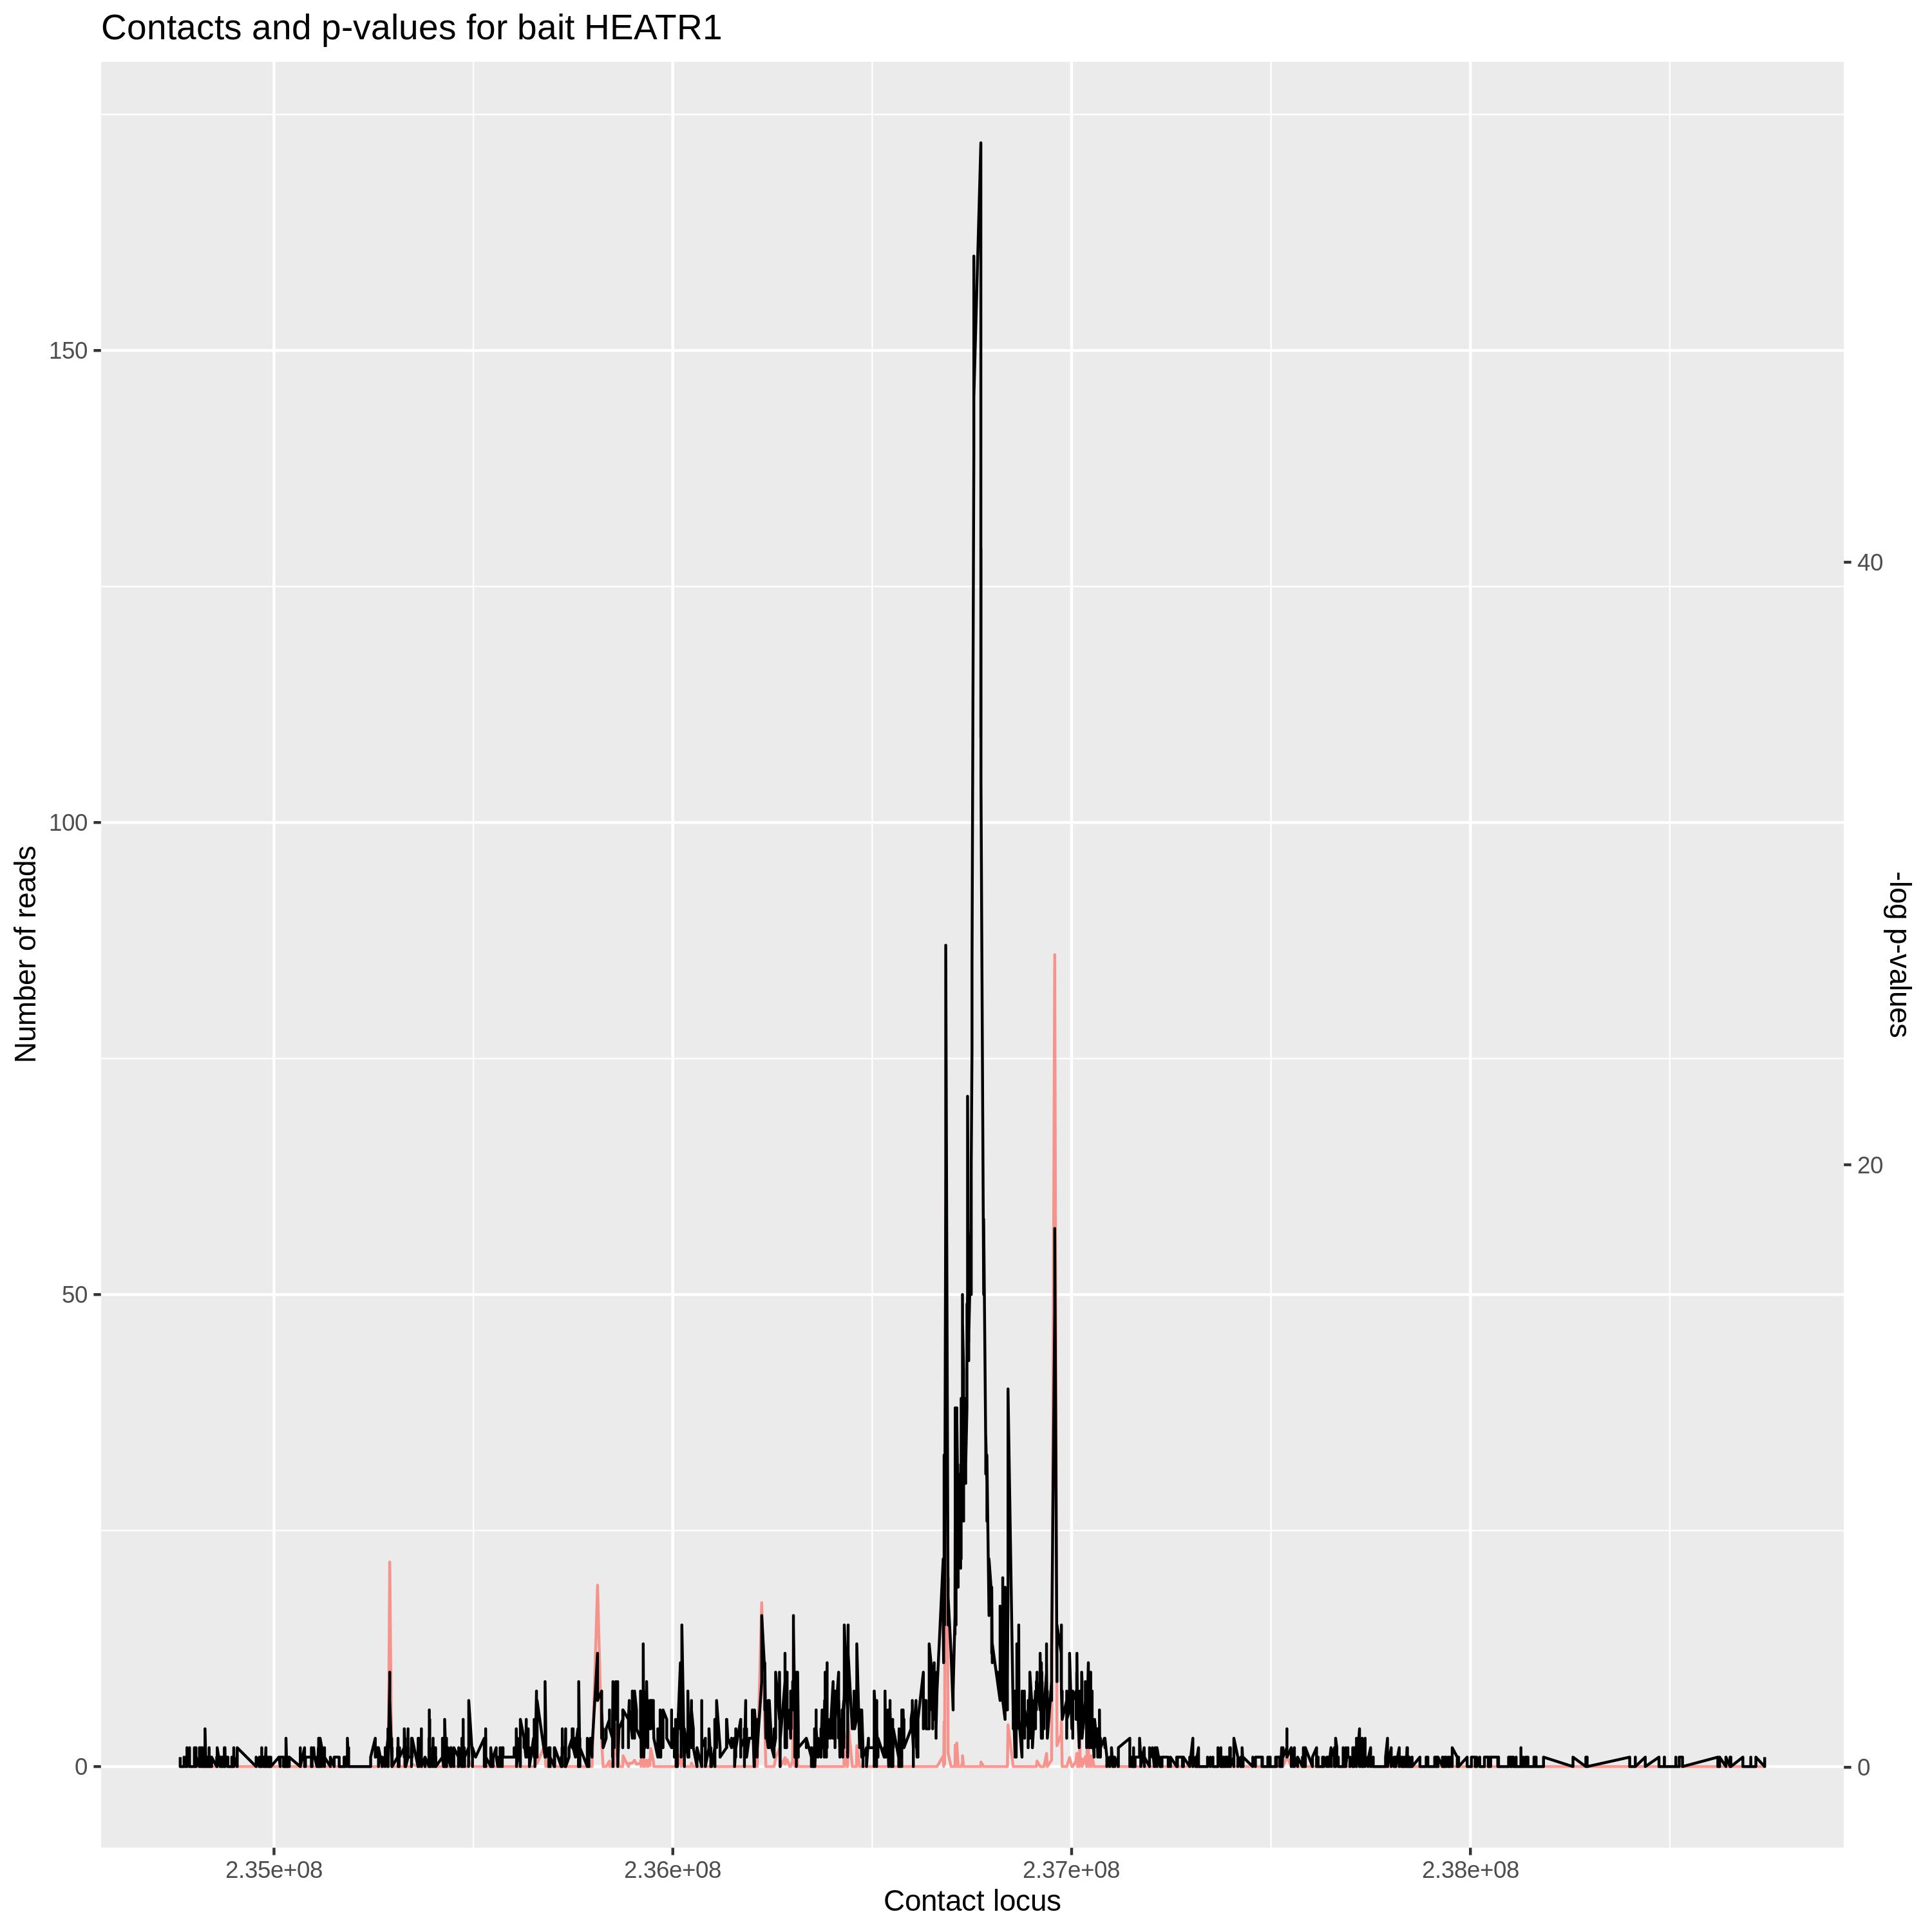 Contacts and p-values for bait HEATR1
150
100
50
0
40
20
0
Number of reads
-log p-values
2.35e+08
2.36e+08
2.37e+08
2.38e+08
Contact locus